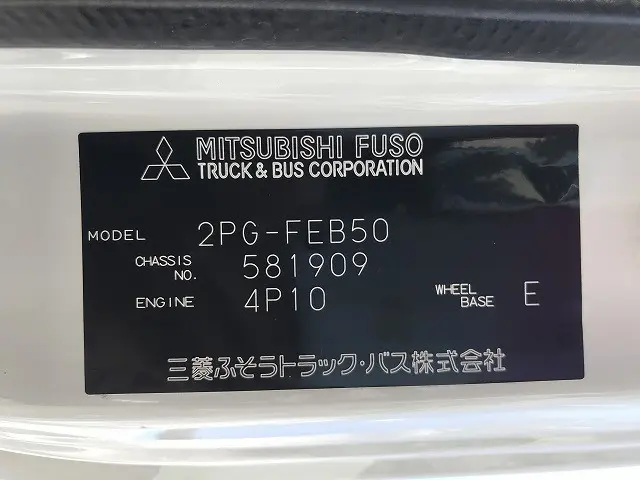 MITSUBISHI FUSO
TRUCK & BUS CORPORATION
MODEL 2PG-FEB50
CHASSIS NO. 581909
ENGINE 4P10 WHEEL BASE E
三菱ふそうトラック・バス株式会社